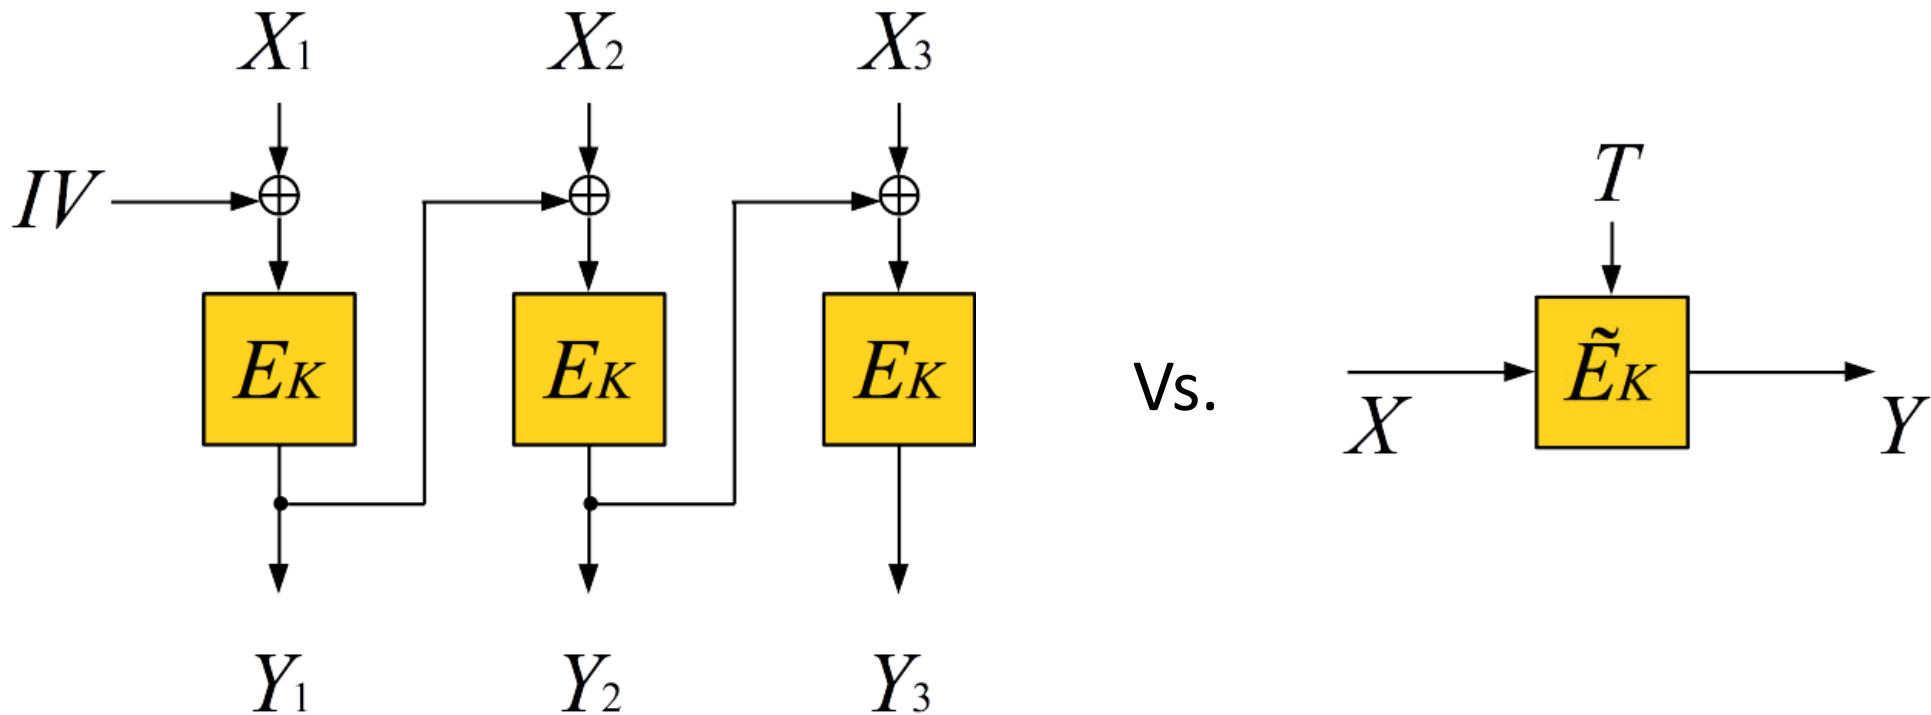 X1 X2 X3
IV
T
EK EK EK
Vs.
ẼK
X
Y
Y1 Y2 Y3